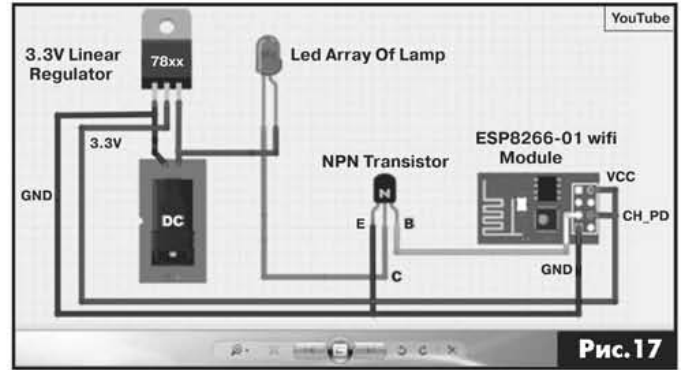 YouTube
3.3V Linear
Regulator
78xx
Led Array Of Lamp
3.3V
ESP8266-01 wifi
Module
NPN Transistor
VCC
GND
DC
N
E
B
CH_PD
GND
C
Рис.17